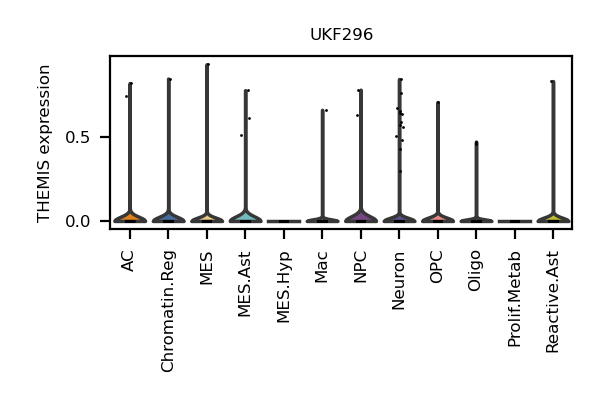 UKF296
THEMIS expression
0.5
0.0
AC
Chromatin.Reg
MES
MES.Ast
MES.Hyp
Mac
NPC
Neuron
OPC
Oligo
Prolif.Metab
Reactive.Ast